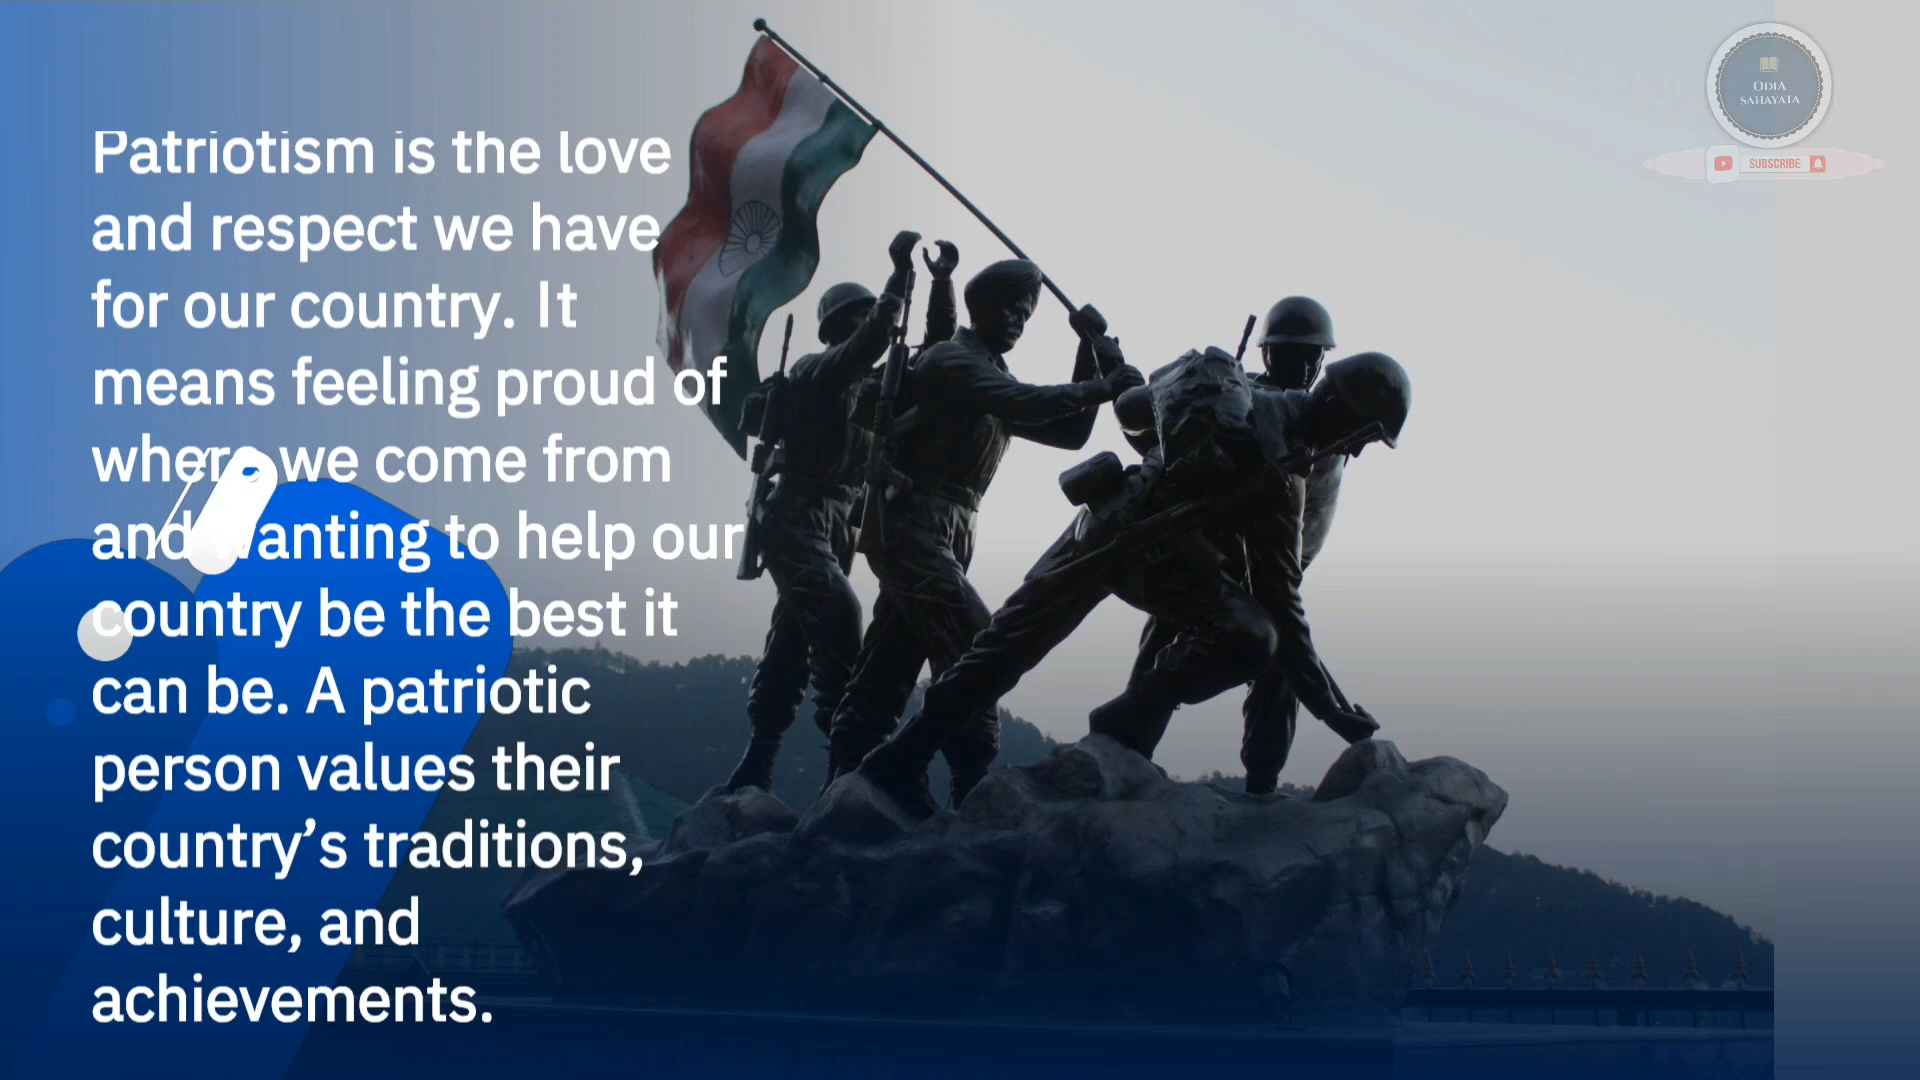 Patriotism is the love
and respect we have
for our country. It
means feeling proud of
where we come from
and wanting to help our
country be the best it
can be. A patriotic
person values their
country’s traditions,
culture, and
achievements.
ODIA
SAHAYATA
SUBSCRIBE